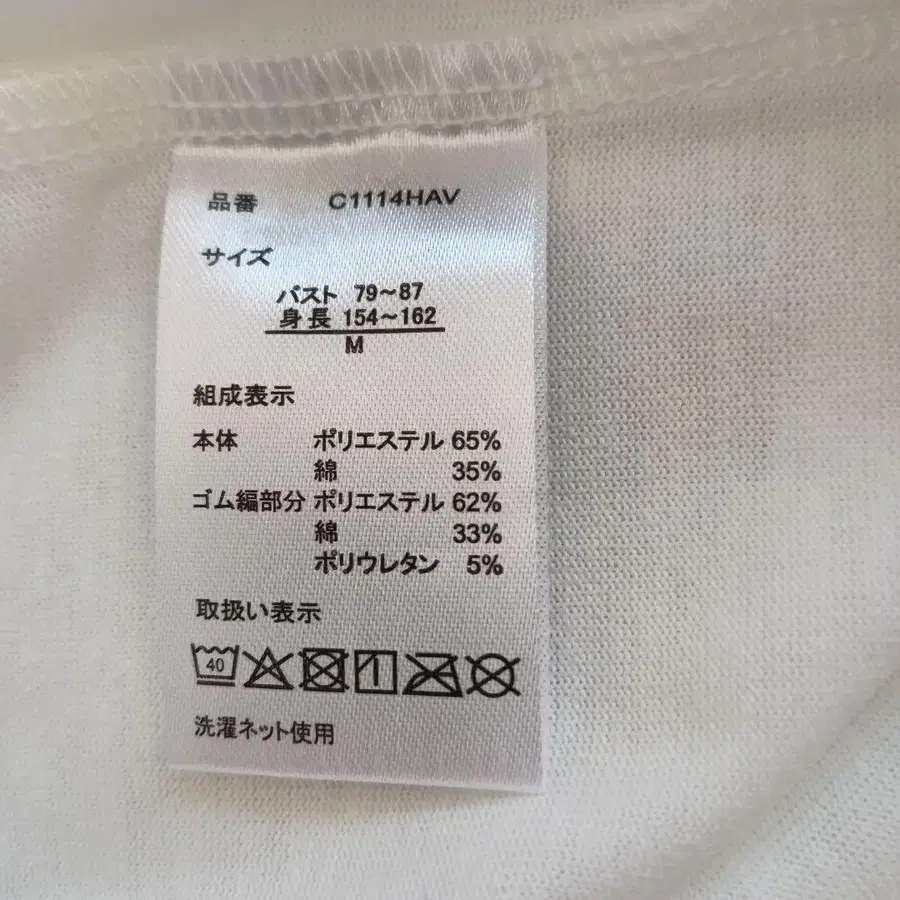 品番 C1114HAV
サイズ
バスト 79～87
身長 154～162
M
組成表示
本体 ポリエステル 65%
綿 35%
ゴム編部分 ポリエステル 62%
綿 33%
ポリウレタン 5%
取扱い表示
40
洗濯ネット使用